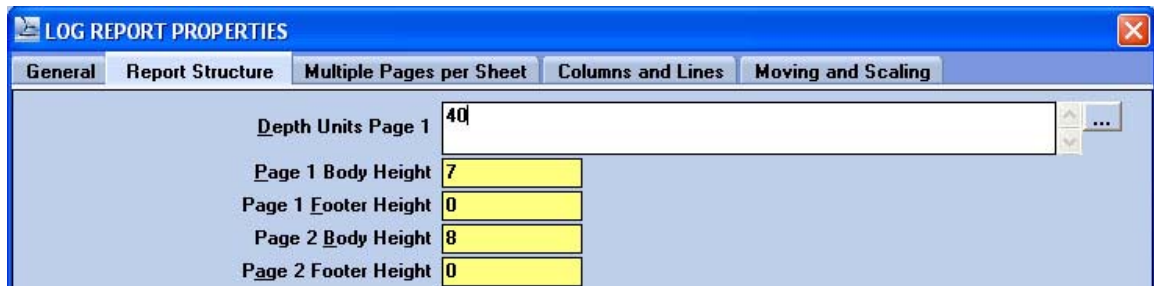 LOG REPORT PROPERTIES
General Report Structure Multiple Pages per Sheet Columns and Lines Moving and Scaling
Depth Units Page 1 40 ...
Page 1 Body Height 7
Page 1 Footer Height 0
Page 2 Body Height 8
Page 2 Footer Height 0